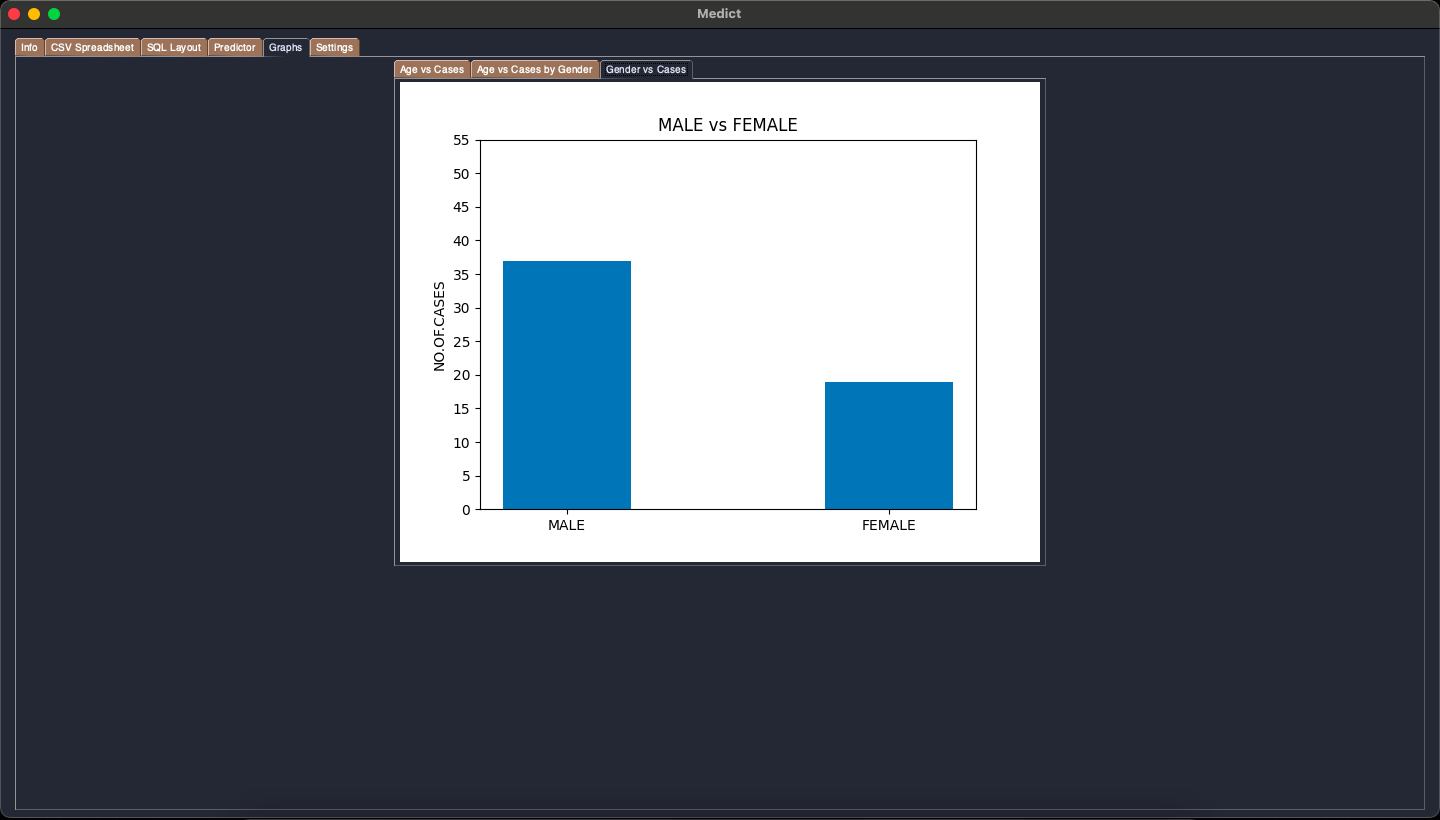 Medict
Info CSV Spreadsheet SQL Layout Predictor Graphs Settings
Age vs Cases Age vs Cases by Gender Gender vs Cases
MALE vs FEMALE
55
50
45
40
35
30
25
20
15
10
5
0
NO.OF.CASES
MALE FEMALE